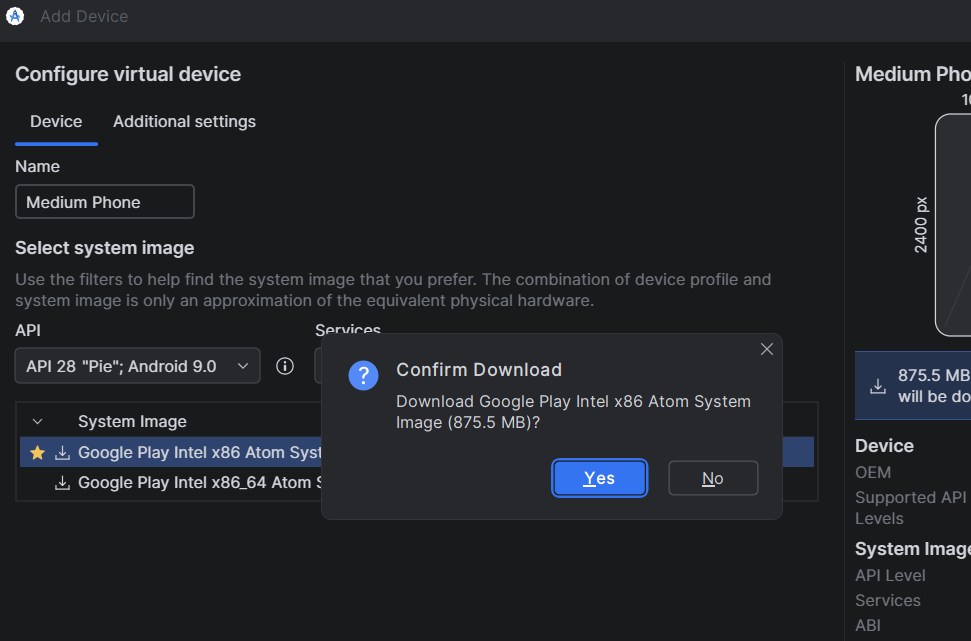 Add Device
Configure virtual device
Device Additional settings
Name
Medium Phone
Select system image
Use the filters to help find the system image that you prefer. The combination of device profile and
system image is only an approximation of the equivalent physical hardware.
API
Services
API 28 "Pie"; Android 9.0
System Image
Google Play Intel x86 Atom Syst
Google Play Intel x86_64 Atom S
Confirm Download
Download Google Play Intel x86 Atom System
Image (875.5 MB)?
Yes
No
Medium Pho
10
2400 px
875.5 MB
will be do
Device
OEM
Supported API
Levels
System Image
API Level
Services
ABI